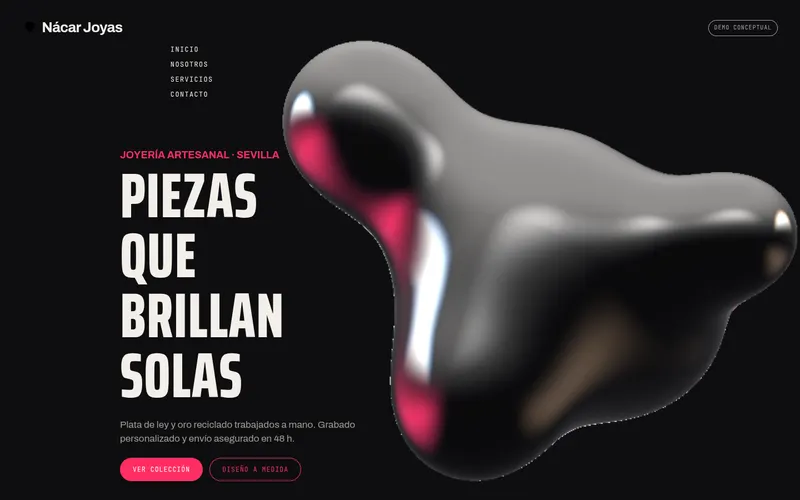 Nácar Joyas
DEMO CONCEPTUAL
INICIO
NOSOTROS
SERVICIOS
CONTACTO
JOYERÍA ARTESANAL · SEVILLA
PIEZAS
QUE
BRILLAN
SOLAS
Plata de ley y oro reciclado trabajados a mano. Grabado
personalizado y envío asegurado en 48 h.
VER COLECCIÓN
DISEÑO A MEDIDA